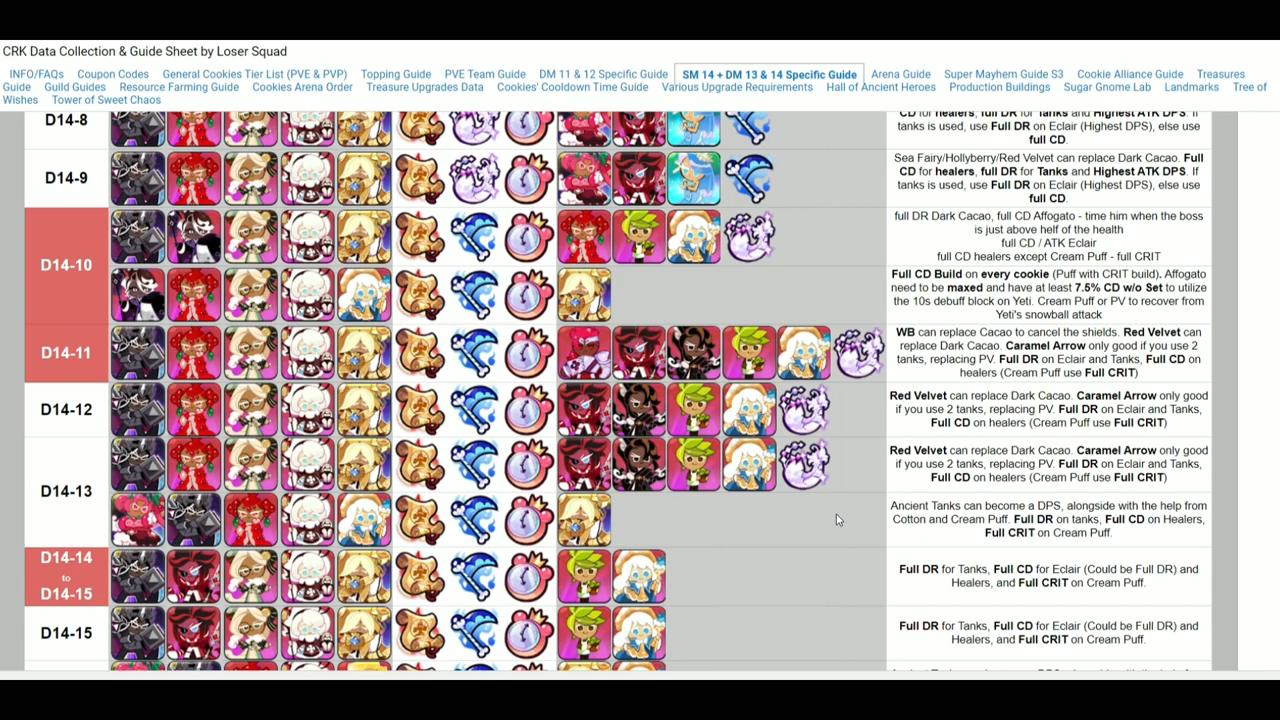 CRK Data Collection & Guide Sheet by Loser Squad
INFO/FAQs Coupon Codes General Cookies Tier List (PVE & PVP) Topping Guide PVE Team Guide DM 11 & 12 Specific Guide SM 14 + DM 13 & 14 Specific Guide Arena Guide Super Mayhem Guide S3 Cookie Alliance Guide Treasures
Guide Guild Guides Resource Farming Guide Cookies Arena Order Treasure Upgrades Data Cookies' Cooldown Time Guide Various Upgrade Requirements Hall of Ancient Heroes Production Buildings Sugar Gnome Lab Landmarks Tree of
Wishes Tower of Sweet Chaos
D14-8
CD for healers, full DR for Tanks and Highest ATK DPS. If
tanks is used, use Full DR on Eclair (Highest DPS), else use
full CD.
D14-9
Sea Fairy/Hollyberry/Red Velvet can replace Dark Cacao. Full
CD for healers, full DR for Tanks and Highest ATK DPS. If
tanks is used, use Full DR on Eclair (Highest DPS), else use
full CD.
D14-10
full DR Dark Cacao, full CD Affogato - time him when the boss
is just above helf of the health
full CD / ATK Eclair
full CD healers except Cream Puff - full CRIT
Full CD Build on every cookie (Puff with CRIT build). Affogato
need to be maxed and have at least 7.5% CD w/o Set to utilize
the 10s debuff block on Yeti. Cream Puff or PV to recover from
Yeti's snowball attack
D14-11
WB can replace Cacao to cancel the shields. Red Velvet can
replace Dark Cacao. Caramel Arrow only good if you use 2
tanks, replacing PV. Full DR on Eclair and Tanks, Full CD on
healers (Cream Puff use Full CRIT)
D14-12
Red Velvet can replace Dark Cacao. Caramel Arrow only good
if you use 2 tanks, replacing PV. Full DR on Eclair and Tanks,
Full CD on healers (Cream Puff use Full CRIT)
D14-13
Red Velvet can replace Dark Cacao. Caramel Arrow only good
if you use 2 tanks, replacing PV. Full DR on Eclair and Tanks,
Full CD on healers (Cream Puff use Full CRIT)
Ancient Tanks can become a DPS, alongside with the help from
Cotton and Cream Puff. Full DR on tanks, Full CD on Healers,
Full CRIT on Cream Puff.
D14-14
to
D14-15
Full DR for Tanks, Full CD for Eclair (Could be Full DR) and
Healers, and Full CRIT on Cream Puff.
D14-15
Full DR for Tanks, Full CD for Eclair (Could be Full DR) and
Healers, and Full CRIT on Cream Puff.